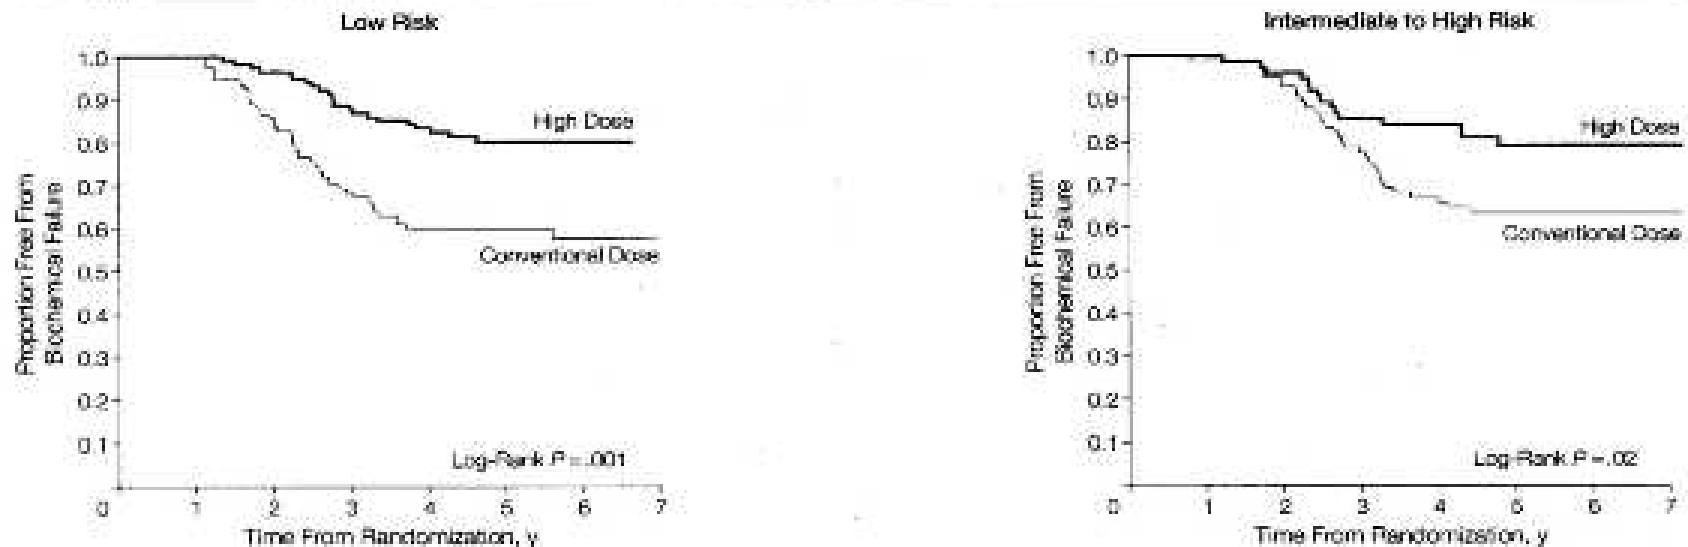 Low Risk
1.0
0.9
0.8
0.7
0.6
0.5
0.4
0.3
0.2
0.1
Proportion Free From
Biochemical Failure
High Dose
Conventional Dose
Log-Rank P = .001
0 1 2 3 4 5 6 7
Time From Randomization, y
Intermediate to High Risk
1.0
0.9
0.8
0.7
0.6
0.5
0.4
0.3
0.2
0.1
Proportion Free From
Biochemical Failure
High Dose
Conventional Dose
Log-Rank P = .02
0 1 2 3 4 5 6 7
Time From Randomization, y